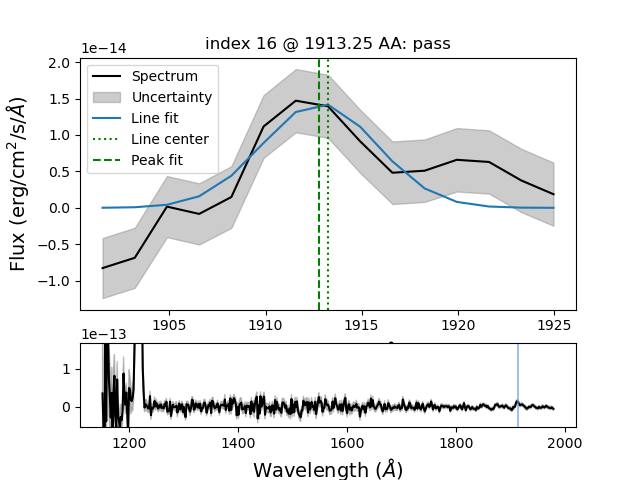 index 16 @ 1913.25 AA: pass
1e−14
2.0
1.5
1.0
0.5
0.0
−0.5
−1.0
Flux (erg/cm²/s/Å)
Spectrum
Uncertainty
Line fit
Line center
Peak fit
1905 1910 1915 1920 1925
1e−13
1
0
1200 1400 1600 1800 2000
Wavelength (Å)